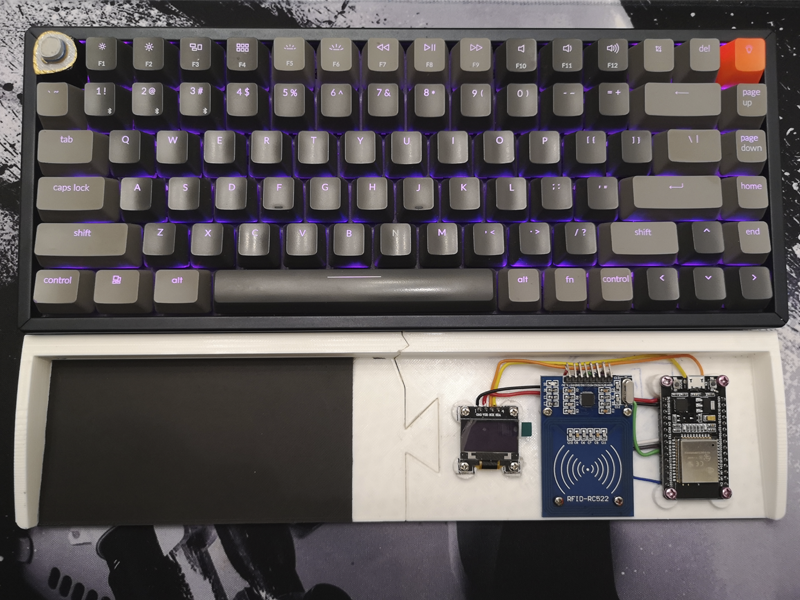 F1 F2 F3 F4 F5 F6 F7 F8 F9 F10 F11 F12 del
1 ! 2 @ 3 # 4 $ 5 % 6 ^ 7 & 8 * 9 ( 0 ) - - = + page up
tab Q W E R T Y U I O P [ { ] } \ | page down
caps lock A S D F G H J K L ; : ' " home
shift Z X C V B N M , < . > / ? shift ^ end
control alt alt fn control < >
RFID-RC522